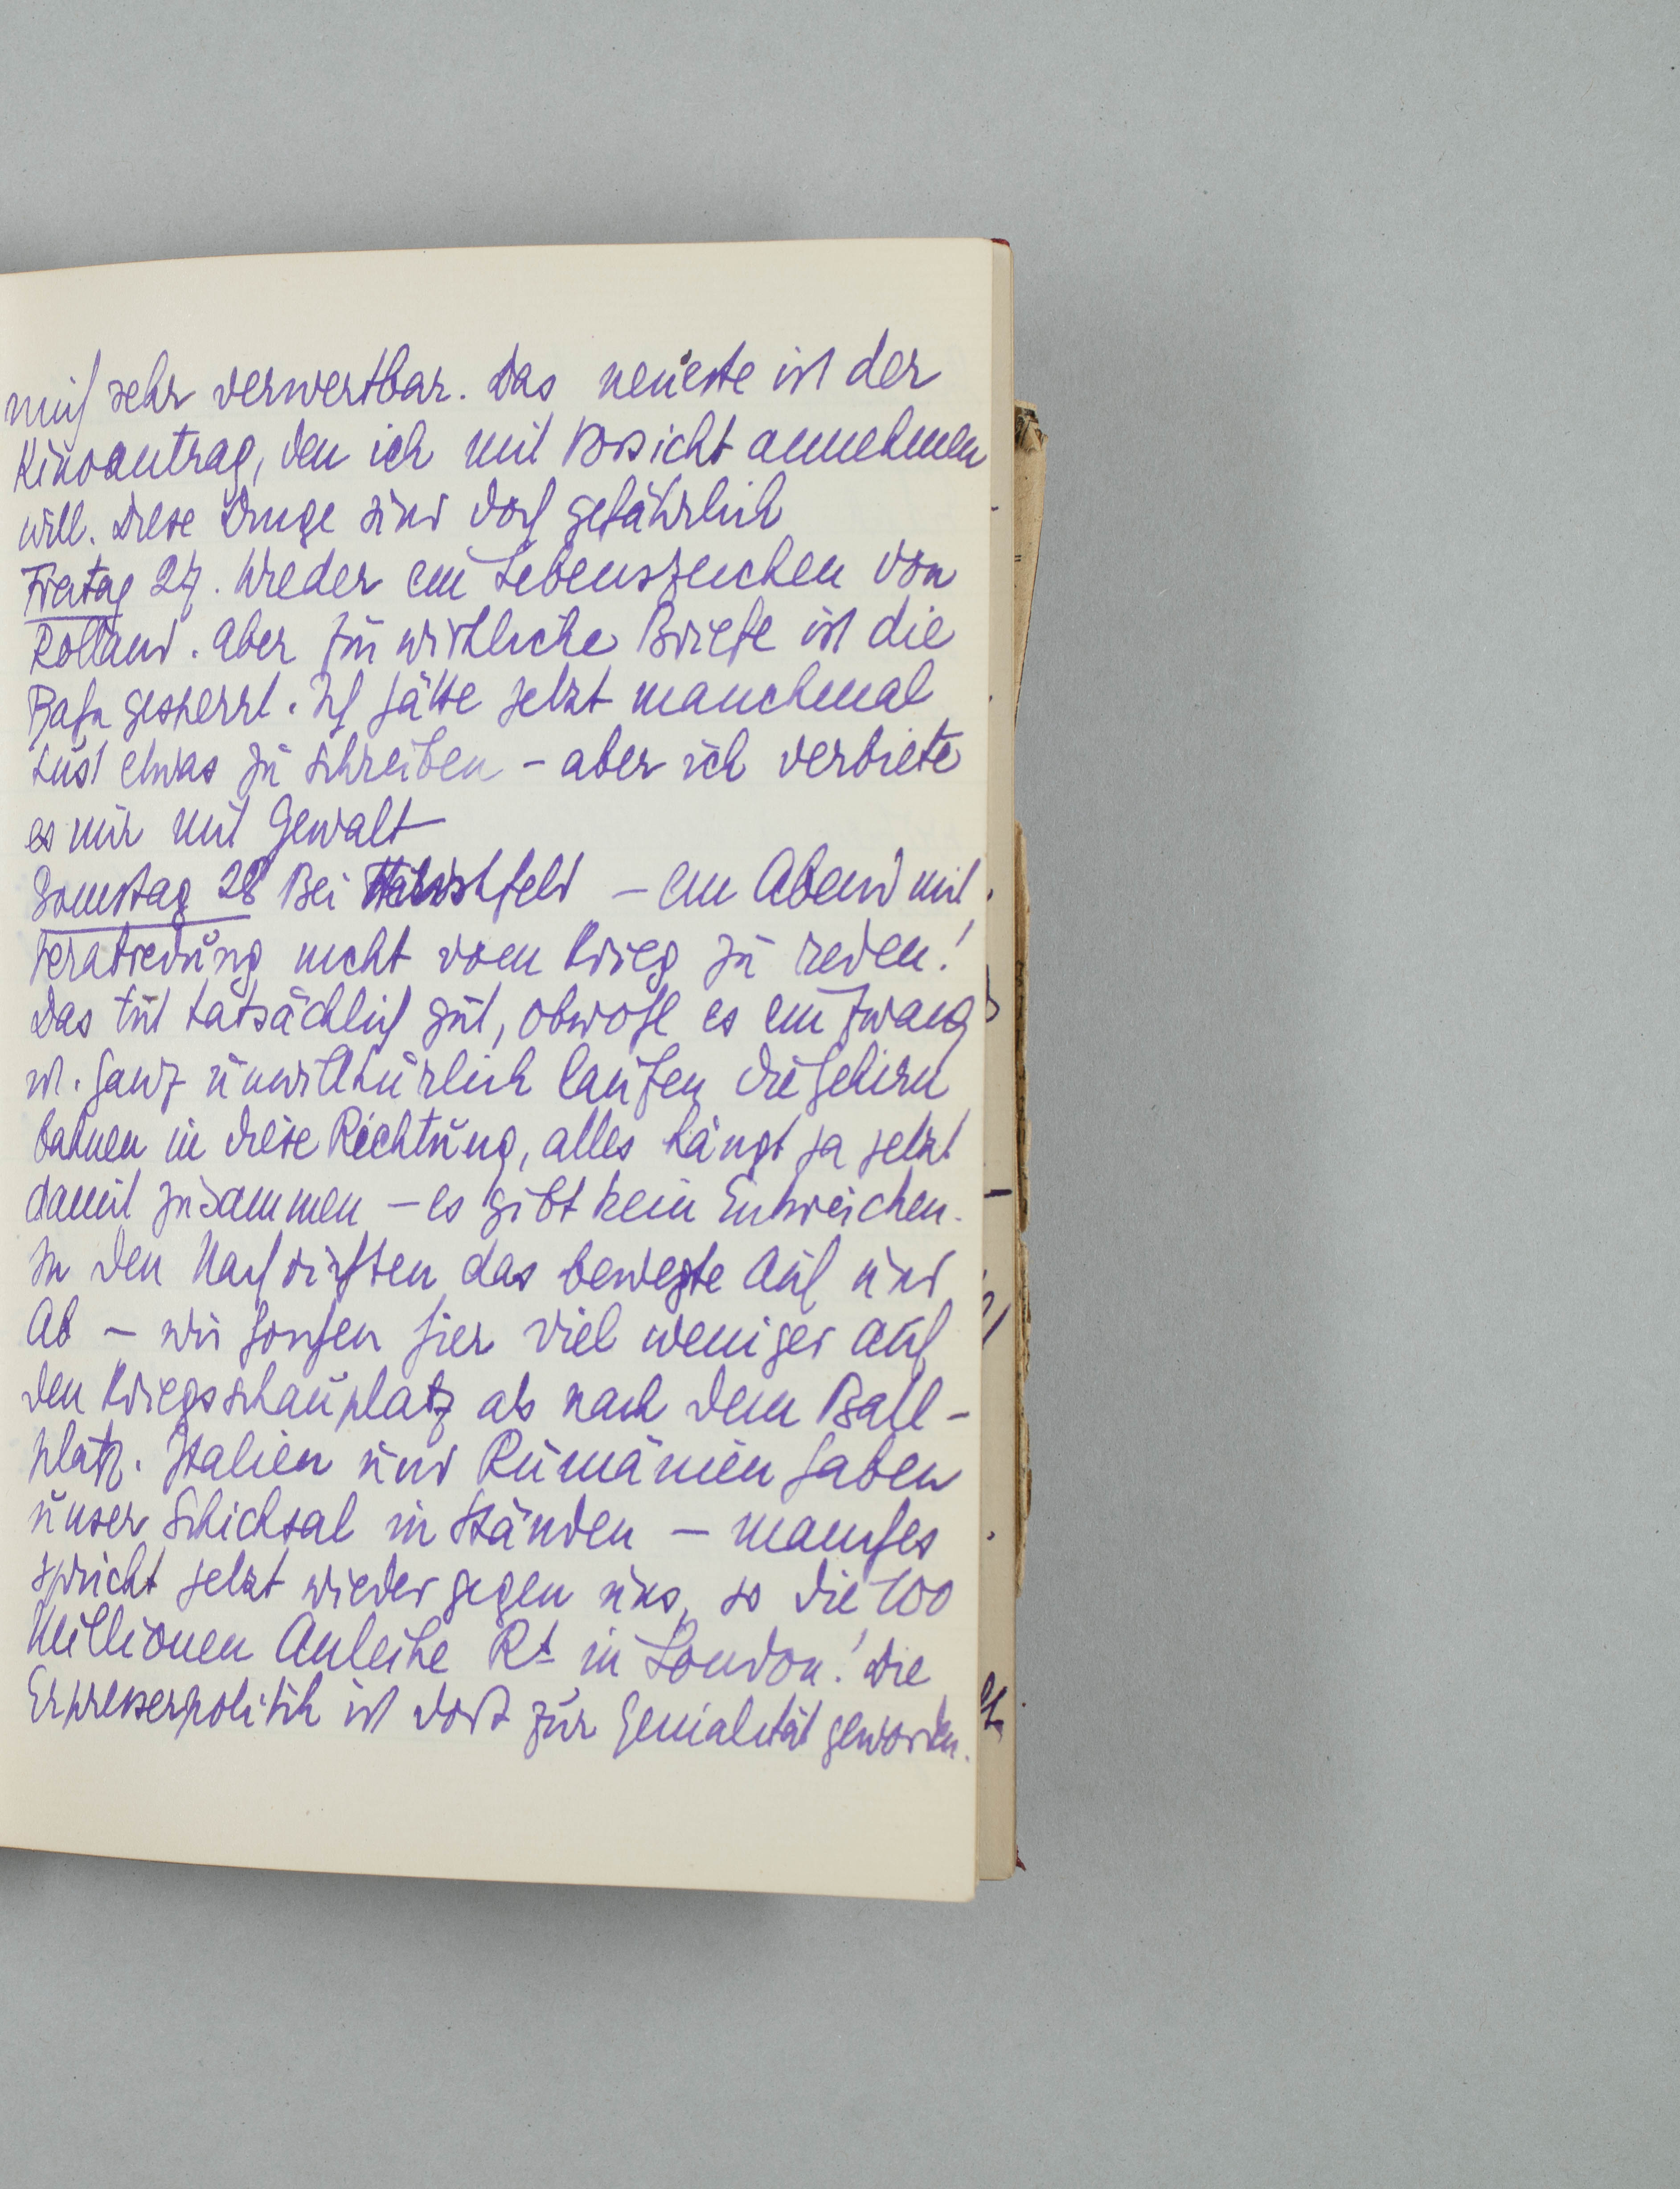 mich sehr verwertbar. Das neueste ist der
Kinoantrag, den ich mit Vorsicht annehmen
will. Diese Dinge sind doch gefährlich
Freitag 27. Wieder ein Lebenszeichen von
Rolland. Aber für wirkliche Briefe ist die
Bahn gesperrt. Ich hätte jetzt manchmal
Lust etwas zu schreiben – aber ich verbiete
es mir mit Gewalt
Samstag 28 Bei – ein Abend mit
Verabredung nicht vom Krieg zu reden!
Das tut tatsächlich gut, obwohl es ein Zwang
ist. Ganz unwillkürlich laufen die Gehirn
bahnen in diese Richtung, alles hängt ja jetzt
damit zusammen – es gibt kein Entweichen.
In den Nachrichten das bewegte Auf und
Ab – wir horchen hier viel weniger auf
den Kriegsschauplatz als nach dem Ball-
platz. Italien und Rumänien haben
unser Schicksal in Händen – manches
spricht jetzt wieder gegen uns, so die 100
Millionen Anleihe Rs in London! Die
Erpresserpolitik ist dort zur Genialität geworden.